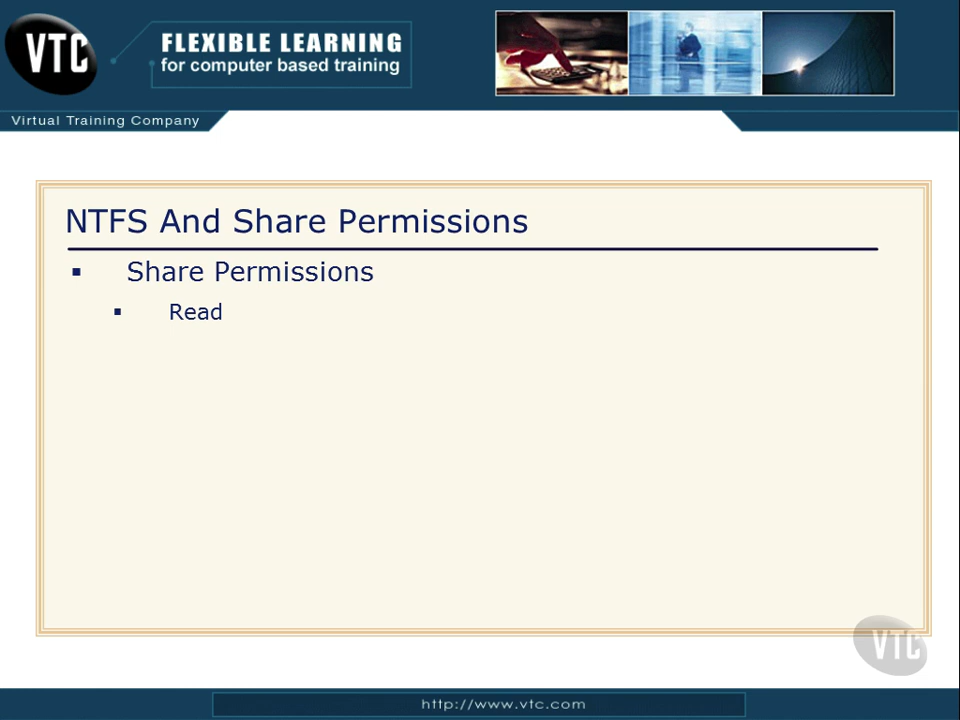 VTC
FLEXIBLE LEARNING
for computer based training
Virtual Training Company
NTFS And Share Permissions
Share Permissions
Read
VTC
http://www.vtc.com